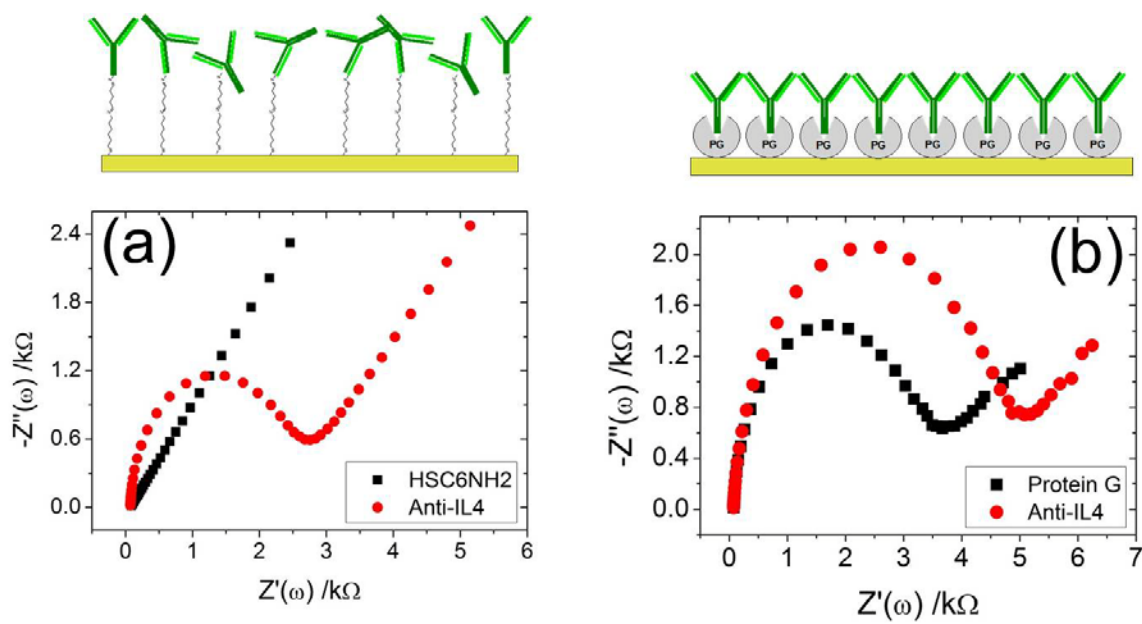 PG PG PG PG PG PG PG PG
(a)
2.4
1.8
1.2
0.6
0.0
-Z"(ω) /kΩ
HSC6NH2
Anti-IL4
0 1 2 3 4 5 6
Z'(ω) /kΩ
(b)
2.0
1.6
1.2
0.8
0.4
0.0
-Z"(ω) /kΩ
Protein G
Anti-IL4
0 1 2 3 4 5 6 7
Z'(ω) /kΩ